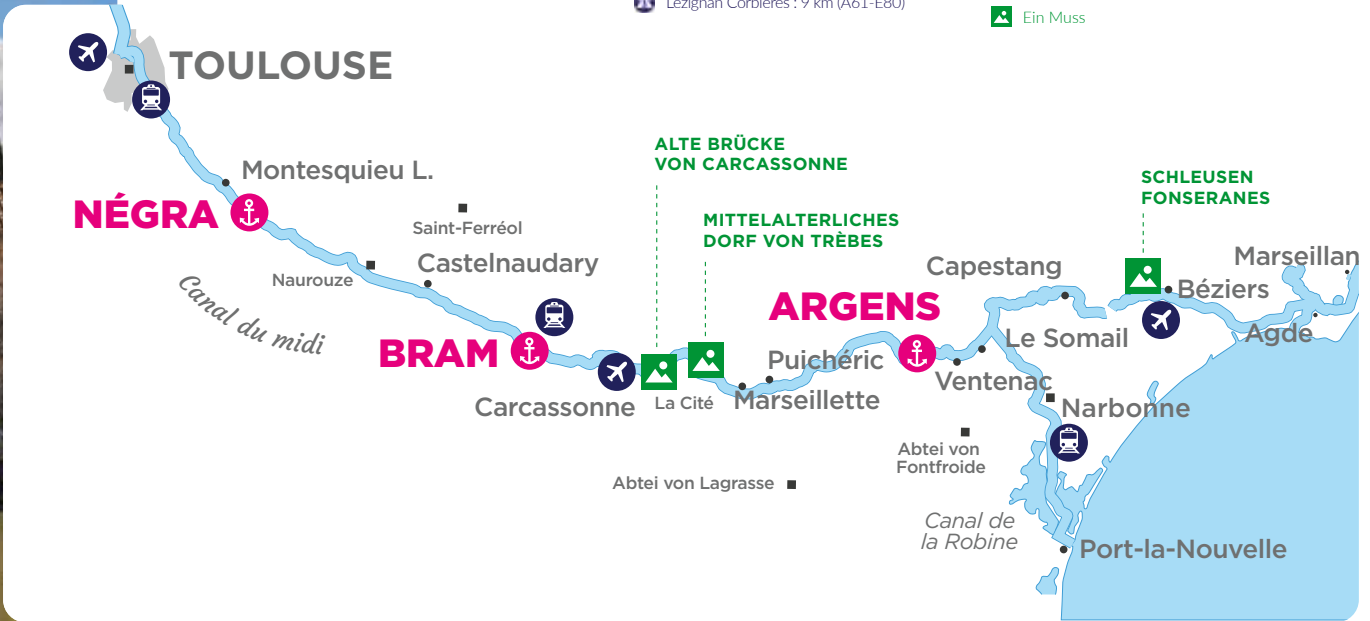 Lézignan Corbières : 9 km (A61-E80)
Ein Muss
TOULOUSE
ALTE BRÜCKE
VON CARCASSONNE
Montesquieu L.
SCHLEUSEN
FONSERANES
NÉGRA
Saint-Ferréol
MITTELALTERLICHES
DORF VON TRÈBES
Castelnaudary
Naurouze
Capestang
Marseillan
Béziers
Canal du midi
ARGENS
Agde
Le Somail
BRAM
Puichéric
Ventenac
Carcassonne
La Cité
Marseillette
Narbonne
Abtei von
Fontfroide
Abtei von Lagrasse
Canal de
la Robine
Port-la-Nouvelle